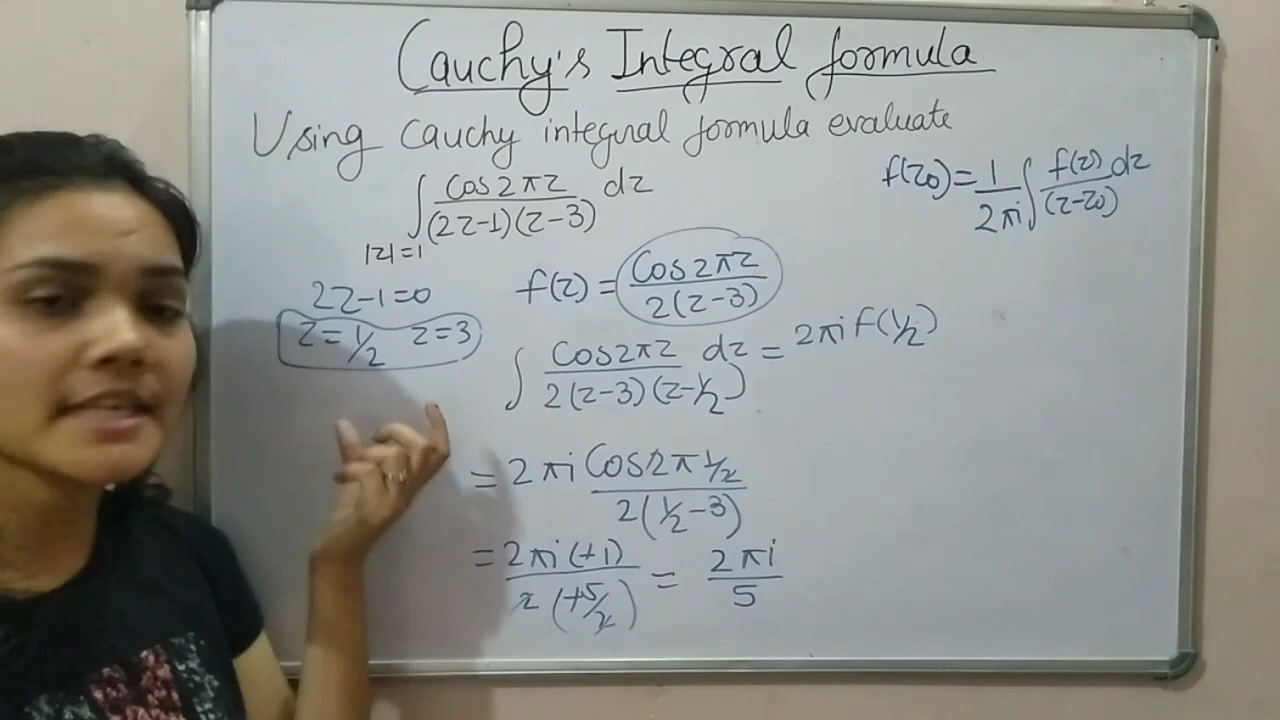 Cauchy's Integral formula
Using Cauchy integral formula evaluate
∫ cos2πz / (2z-1)(z-3) dz
|z|=1
f(z0) = 1/2πi ∫ f(z) dz / (z-z0)
2z-1=0
z=1/2 z=3
f(z) = cos2πz / 2(z-3)
∫ cos2πz / 2(z-3)(z-1/2) dz = 2πi f(1/2)
= 2πi cos2π1/2 / 2(1/2-3)
= 2πi(+1) / 2(+5/2) = 2πi / 5